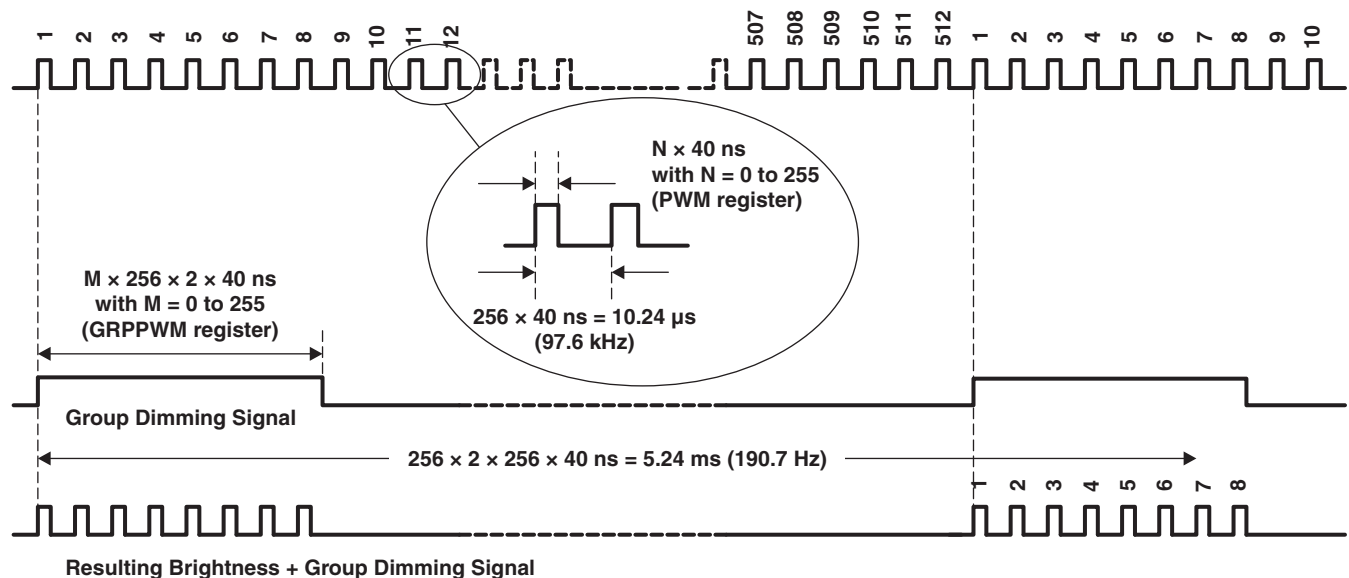 1 2 3 4 5 6 7 8 9 10 11 12 507 508 509 510 511 512 1 2 3 4 5 6 7 8 9 10
N × 40 ns
with N = 0 to 255
(PWM register)
M × 256 × 2 × 40 ns
with M = 0 to 255
(GRPPWM register)
256 × 40 ns = 10.24 µs
(97.6 kHz)
Group Dimming Signal
256 × 2 × 256 × 40 ns = 5.24 ms (190.7 Hz)
1 2 3 4 5 6 7 8
Resulting Brightness + Group Dimming Signal